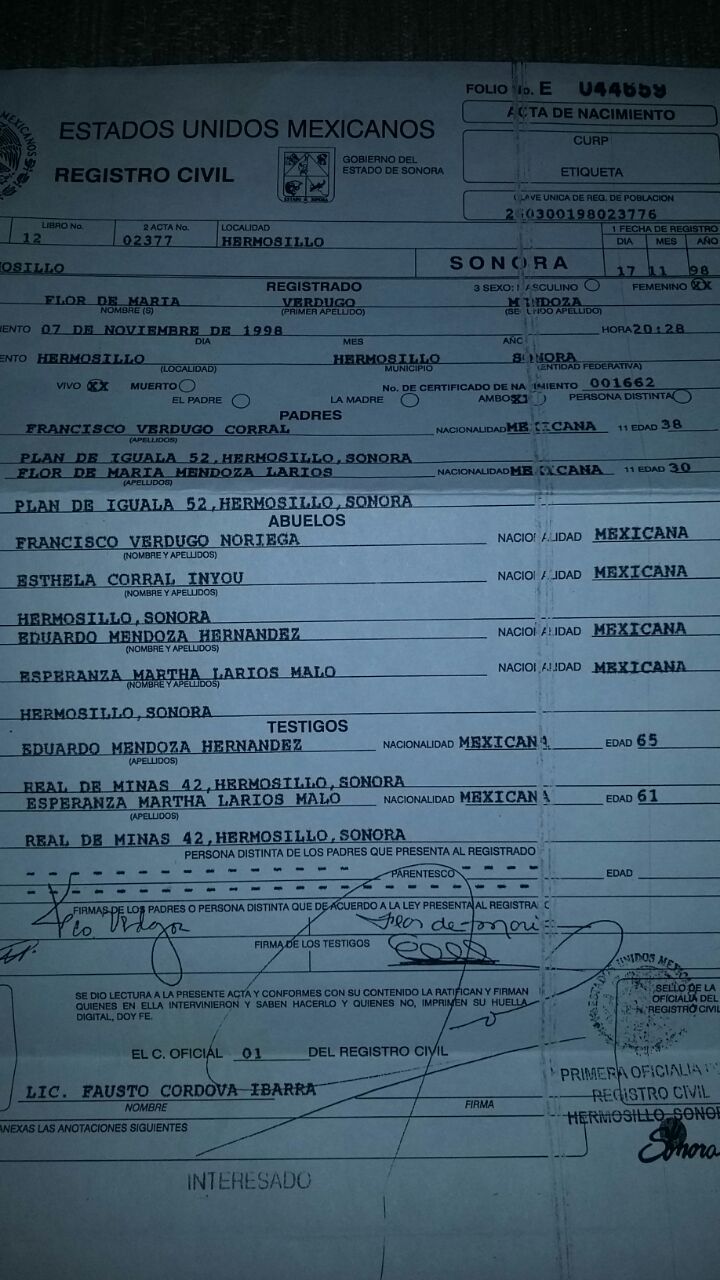 FOLIO No. E 044659
ACTA DE NACIMIENTO
ESTADOS UNIDOS MEXICANOS
CURP
REGISTRO CIVIL
GOBIERNO DEL
ESTADO DE SONORA
ETIQUETA
CLAVE UNICA DE REG. DE POBLACION
260300198023776
LIBRO No. 2 ACTA No. LOCALIDAD 1 FECHA DE REGISTRO
12 02377 HERMOSILLO DIA MES AÑO
OSILLO SONORA 17 11 98
REGISTRADO 3 SEXO: MASCULINO FEMENINO XX
FLOR DE MARIA VERDUGO MENDOZA
NOMBRE (S) (PRIMER APELLIDO) (SEGUNDO APELLIDO)
IENTO 07 DE NOVIEMBRE DE 1998 HORA 20:28
DIA MES AÑO
ENTO HERMOSILLO HERMOSILLO SONORA
(LOCALIDAD) MUNICIPIO (ENTIDAD FEDERATIVA)
VIVO XX MUERTO No. DE CERTIFICADO DE NACIMIENTO 001662
EL PADRE LA MADRE AMBOS PERSONA DISTINTA
PADRES
FRANCISCO VERDUGO CORRAL NACIONALIDAD MEXICANA 11 EDAD 38
(APELLIDOS)
PLAN DE IGUALA 52,HERMOSILLO,SONORA
FLOR DE MARIA MENDOZA LARIOS NACIONALIDAD MEXICANA 11 EDAD 30
(APELLIDOS)
PLAN DE IGUALA 52,HERMOSILLO,SONORA
ABUELOS
FRANCISCO VERDUGO NORIEGA NACIONALIDAD MEXICANA
(NOMBRE Y APELLIDOS)
ESTHELA CORRAL INYOU NACIONALIDAD MEXICANA
(NOMBRE Y APELLIDOS)
HERMOSILLO,SONORA
EDUARDO MENDOZA HERNANDEZ NACIONALIDAD MEXICANA
(NOMBRE Y APELLIDOS)
ESPERANZA MARTHA LARIOS MALO NACIONALIDAD MEXICANA
(NOMBRE Y APELLIDOS)
HERMOSILLO,SONORA
TESTIGOS
EDUARDO MENDOZA HERNANDEZ NACIONALIDAD MEXICANA EDAD 65
(APELLIDOS)
REAL DE MINAS 42,HERMOSILLO,SONORA
ESPERANZA MARTHA LARIOS MALO NACIONALIDAD MEXICANA EDAD 61
(APELLIDOS)
REAL DE MINAS 42,HERMOSILLO,SONORA
PERSONA DISTINTA DE LOS PADRES QUE PRESENTA AL REGISTRADO
PARENTESCO EDAD
FIRMAS DE LOS PADRES O PERSONA DISTINTA QUE DE ACUERDO A LA LEY PRESENTA AL REGISTRA
Fco. Verdugo Flor de Mari
FIRMA DE LOS TESTIGOS
UNIDOS MEX
SE DIO LECTURA A LA PRESENTE ACTA Y CONFORMES CON SU CONTENIDO LA RATIFICAN Y FIRMAN
QUIENES EN ELLA INTERVINIERON Y SABEN HACERLO Y QUIENES NO, IMPRIMEN SU HUELLA
DIGITAL, DOY FE.
SELLO DE LA
OFICIALIA DEL
REGISTRO CIVIL
EL C. OFICIAL 01 DEL REGISTRO CIVIL
PRIMERA OFICIALIA
LIC. FAUSTO CORDOVA IBARRA
REGISTRO CIVIL
NOMBRE FIRMA
HERMOSILLO, SONOR
ANEXAS LAS ANOTACIONES SIGUIENTES
Sonora
INTERESADO